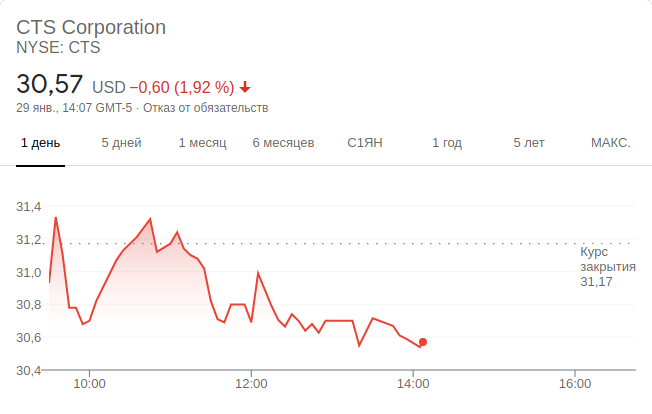 CTS Corporation
NYSE: CTS
30,57 USD −0,60 (1,92 %)
29 янв., 14:07 GMT-5 · Отказ от обязательств
1 день 5 дней 1 месяц 6 месяцев С1ЯН 1 год 5 лет МАКС.
31,4
31,2
Курс
закрытия
31,17
31,0
30,8
30,6
30,4
10:00 12:00 14:00 16:00